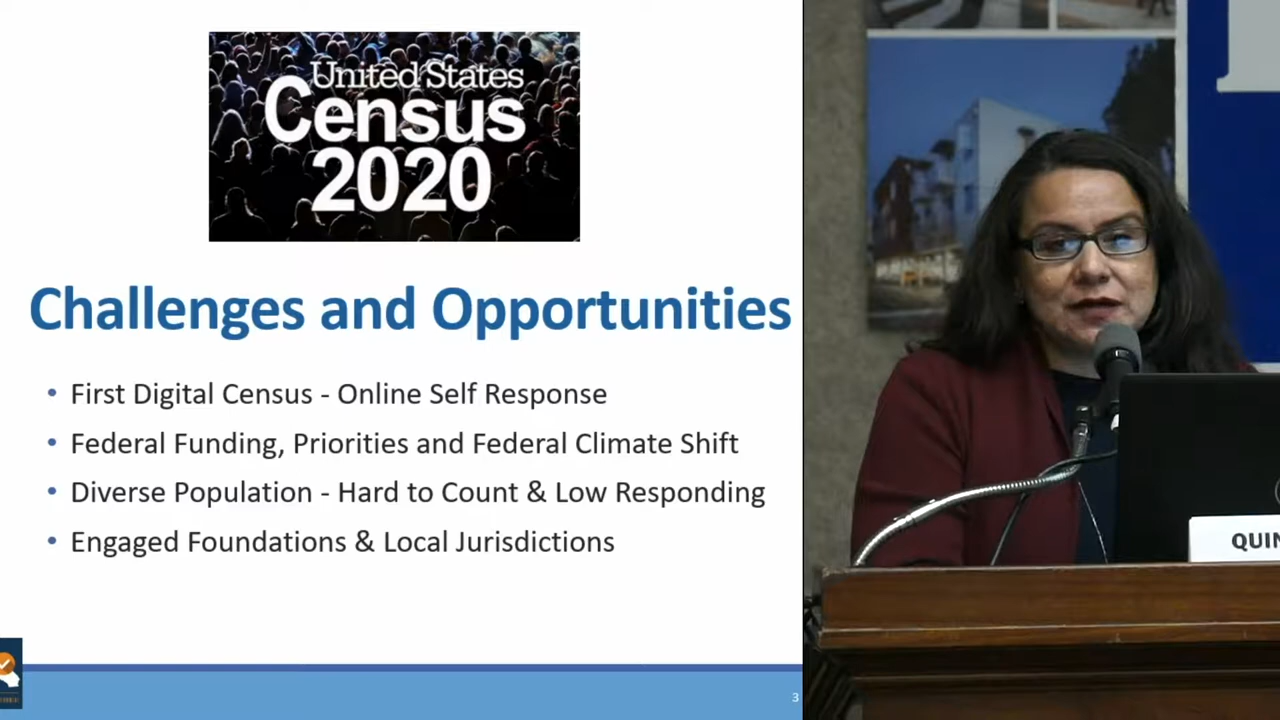 United States
Census
2020
Challenges and Opportunities
• First Digital Census - Online Self Response
• Federal Funding, Priorities and Federal Climate Shift
• Diverse Population - Hard to Count & Low Responding
• Engaged Foundations & Local Jurisdictions
3
QUIN